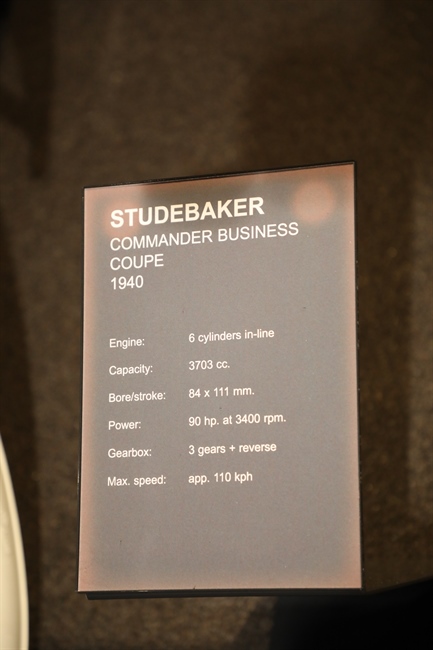 STUDEBAKER
COMMANDER BUSINESS
COUPE
1940
Engine: 6 cylinders in-line
Capacity: 3703 cc.
Bore/stroke: 84 x 111 mm.
Power: 90 hp. at 3400 rpm.
Gearbox: 3 gears + reverse
Max. speed: app. 110 kph